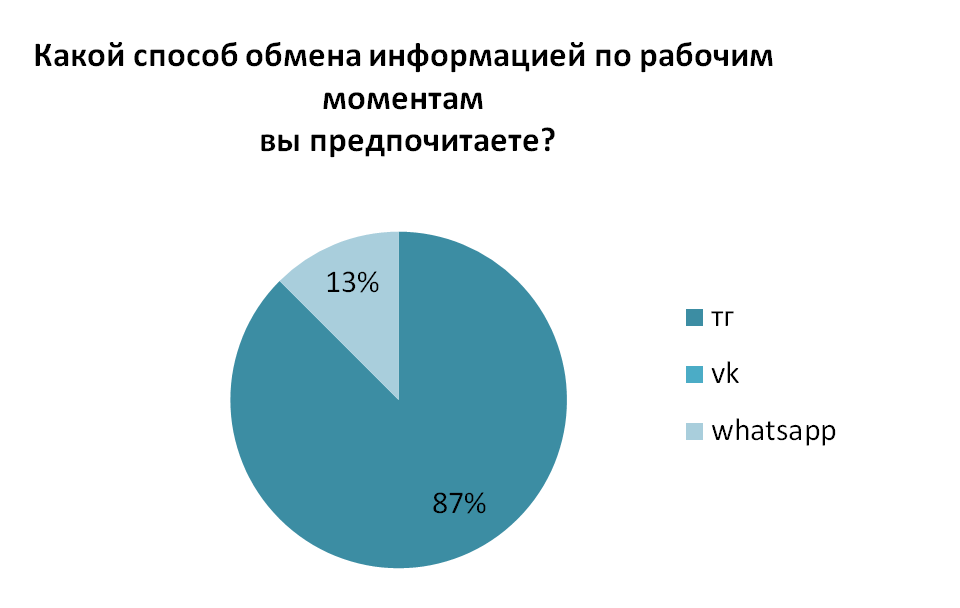 Какой способ обмена информацией по рабочим
моментам
вы предпочитаете?
13%
87%
тг
vk
whatsapp